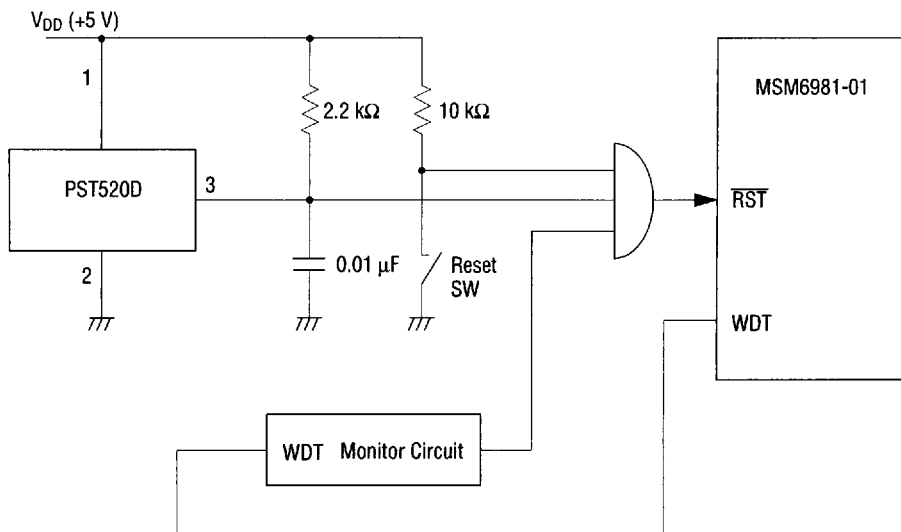 V_DD (+5 V)
1
2.2 kΩ
10 kΩ
MSM6981-01
PST520D
3
R̅S̅T̅
2
0.01 µF
Reset
SW
WDT
WDT Monitor Circuit